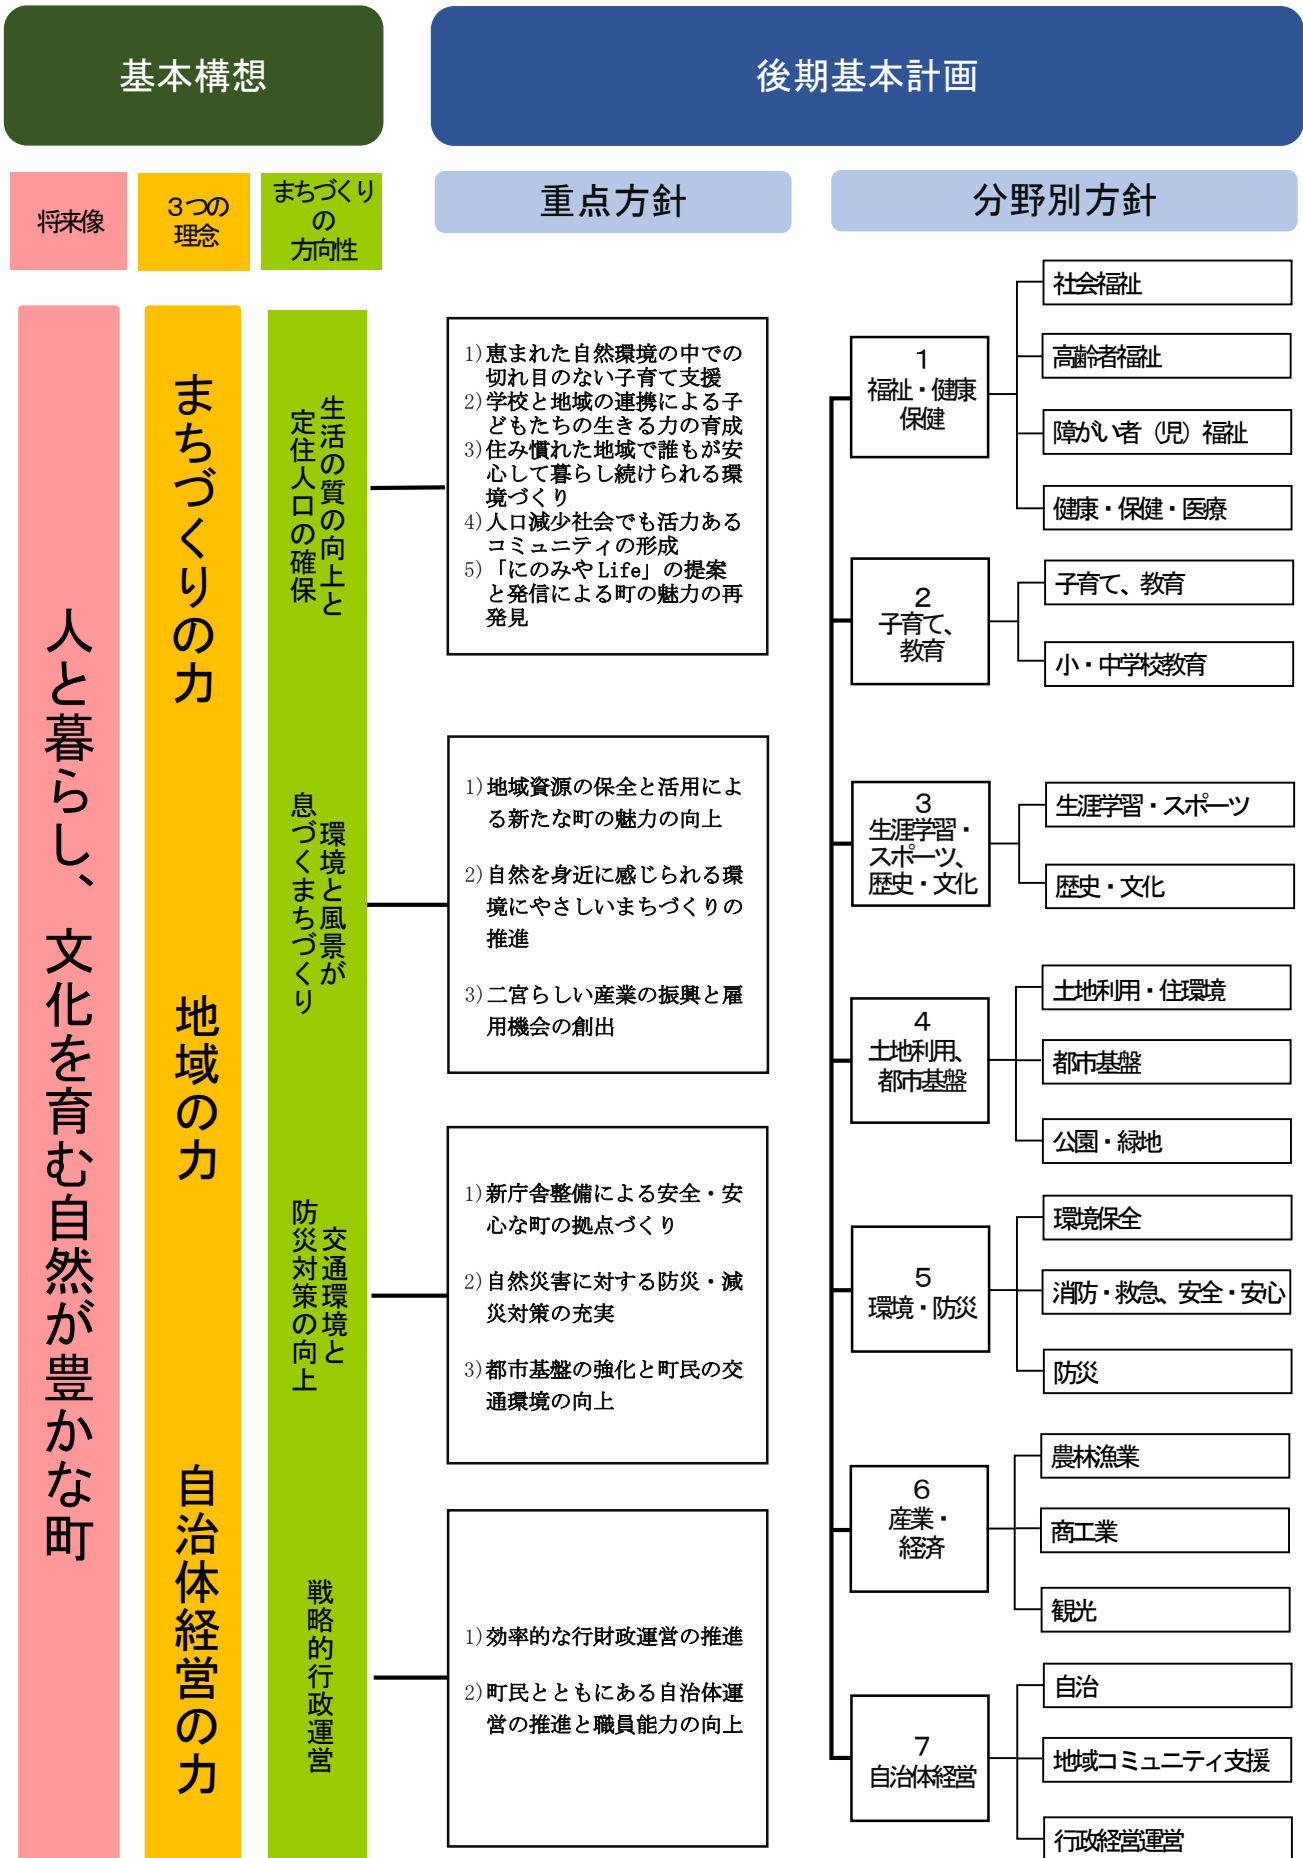 基本構想
後期基本計画
将来像
3つの
理念
まちづくり
の
方向性
重点方針
分野別方針
人と暮らし、文化を育む自然が豊かな町
まちづくりの力
地域の力
自治体経営の力
生活の質の向上と
定住人口の確保
環境と風景が
息づくまちづくり
交通環境と
防災対策の向上
戦略的行政運営
1)恵まれた自然環境の中での
切れ目のない子育て支援
2)学校と地域の連携による子
どもたちの生きる力の育成
3)住み慣れた地域で誰もが安
心して暮らし続けられる環
境づくり
4)人口減少社会でも活力ある
コミュニティの形成
5)「にのみや Life」の提案
と発信による町の魅力の再
発見
1)地域資源の保全と活用によ
る新たな町の魅力の向上
2)自然を身近に感じられる環
境にやさしいまちづくりの
推進
3)二宮らしい産業の振興と雇
用機会の創出
1)新庁舎整備による安全・安
心な町の拠点づくり
2)自然災害に対する防災・減
災対策の充実
3)都市基盤の強化と町民の交
通環境の向上
1)効率的な行財政運営の推進
2)町民とともにある自治体運
営の推進と職員能力の向上
1
福祉・健康
保健
社会福祉
高齢者福祉
障がい者（児）福祉
健康・保健・医療
2
子育て、
教育
子育て、教育
小・中学校教育
3
生涯学習・
スポーツ、
歴史・文化
生涯学習・スポーツ
歴史・文化
4
土地利用、
都市基盤
土地利用・住環境
都市基盤
公園・緑地
5
環境・防災
環境保全
消防・救急、安全・安心
防災
6
産業・
経済
農林漁業
商工業
観光
7
自治体経営
自治
地域コミュニティ支援
行政経営運営